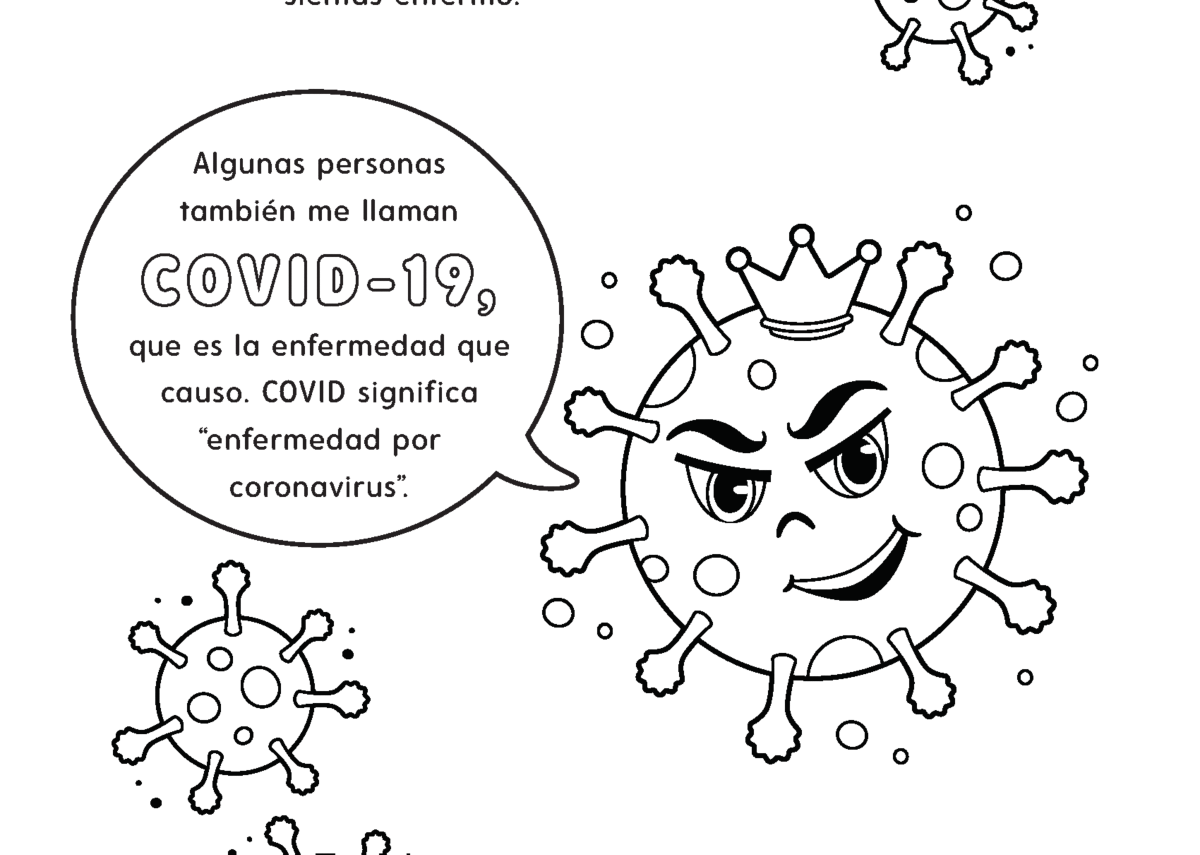 Algunas personas
también me llaman
COVID-19,
que es la enfermedad que
causo. COVID significa
“enfermedad por
coronavirus”.